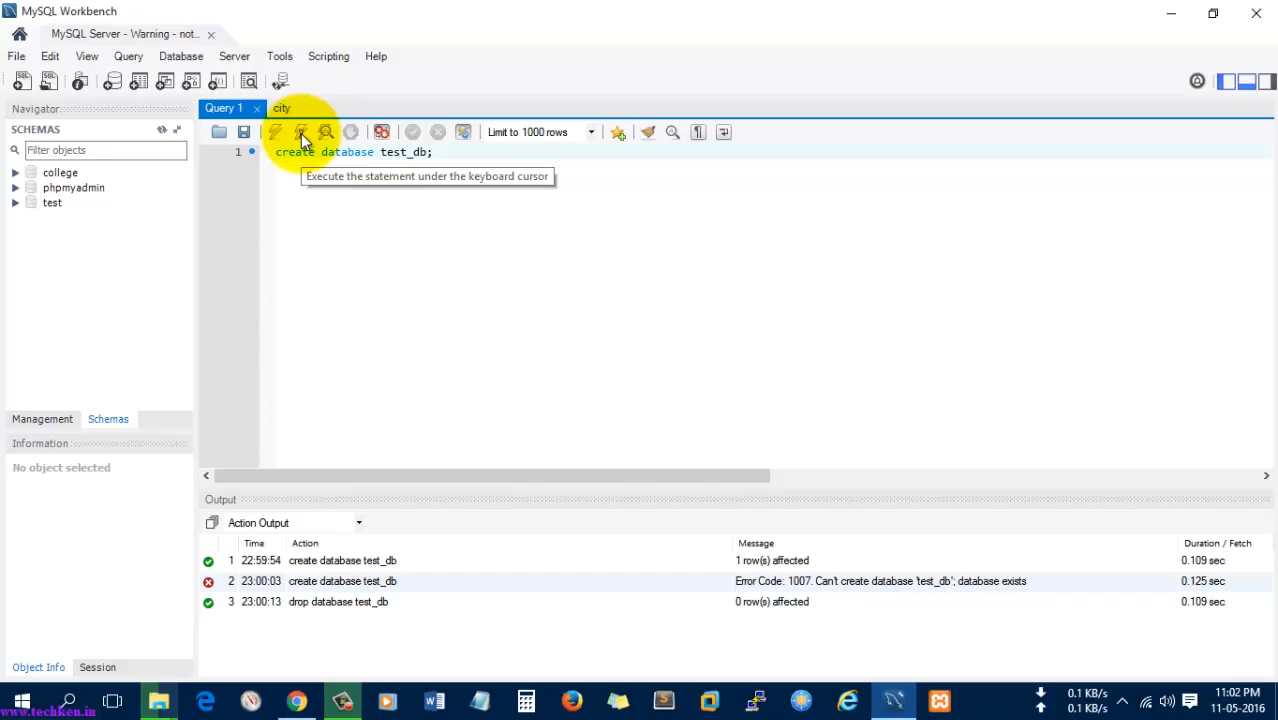 MySQL Workbench
MySQL Server - Warning - not...
File Edit View Query Database Server Tools Scripting Help
Navigator:
SCHEMAS
Filter objects
college
phpmyadmin
test
Management Schemas
Information
No object selected
Object Info Session
Query 1 city
Limit to 1000 rows
1 create database test_db;
Execute the statement under the keyboard cursor
Output
Action Output
Time Action Message Duration / Fetch
1 22:59:54 create database test_db 1 row(s) affected 0.109 sec
2 23:00:03 create database test_db Error Code: 1007. Can't create database 'test_db'; database exists 0.125 sec
3 23:00:13 drop database test_db 0 row(s) affected 0.109 sec
0.1 KB/s
0.1 KB/s
11:02 PM
11-05-2016
www.techken.in